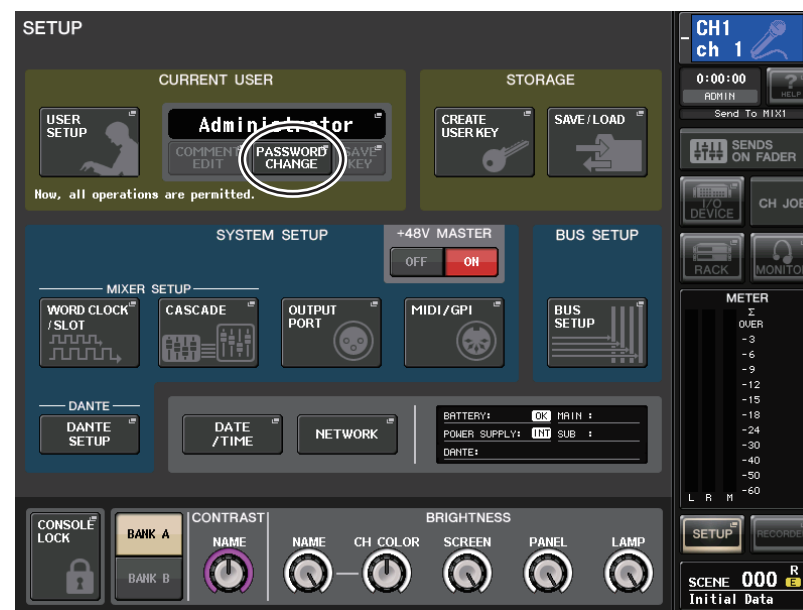 SETUP
CURRENT USER
USER
SETUP
Administrator
COMMENT
EDIT
PASSWORD
CHANGE
SAVE
KEY
Now, all operations are permitted.
STORAGE
CREATE
USER KEY
SAVE/LOAD
SYSTEM SETUP
+48V MASTER
OFF
ON
BUS SETUP
MIXER SETUP
WORD CLOCK
/SLOT
CASCADE
OUTPUT
PORT
MIDI/GPI
BUS
SETUP
DANTE
DANTE
SETUP
DATE
/TIME
NETWORK
BATTERY: OK MAIN :
POWER SUPPLY: INT SUB :
DANTE:
CONSOLE
LOCK
BANK A
BANK B
CONTRAST
NAME
BRIGHTNESS
NAME
CH COLOR
SCREEN
PANEL
LAMP
CH1
ch 1
0:00:00
ADMIN
?
HELP
Send To MIX1
SENDS
ON FADER
I/O
DEVICE
CH JOB
RACK
MONITOR
METER
Σ
OVER
-3
-6
-9
-12
-15
-18
-24
-30
-40
-50
-60
L R M
SETUP
RECORDE
SCENE 000 R
E
Initial Data